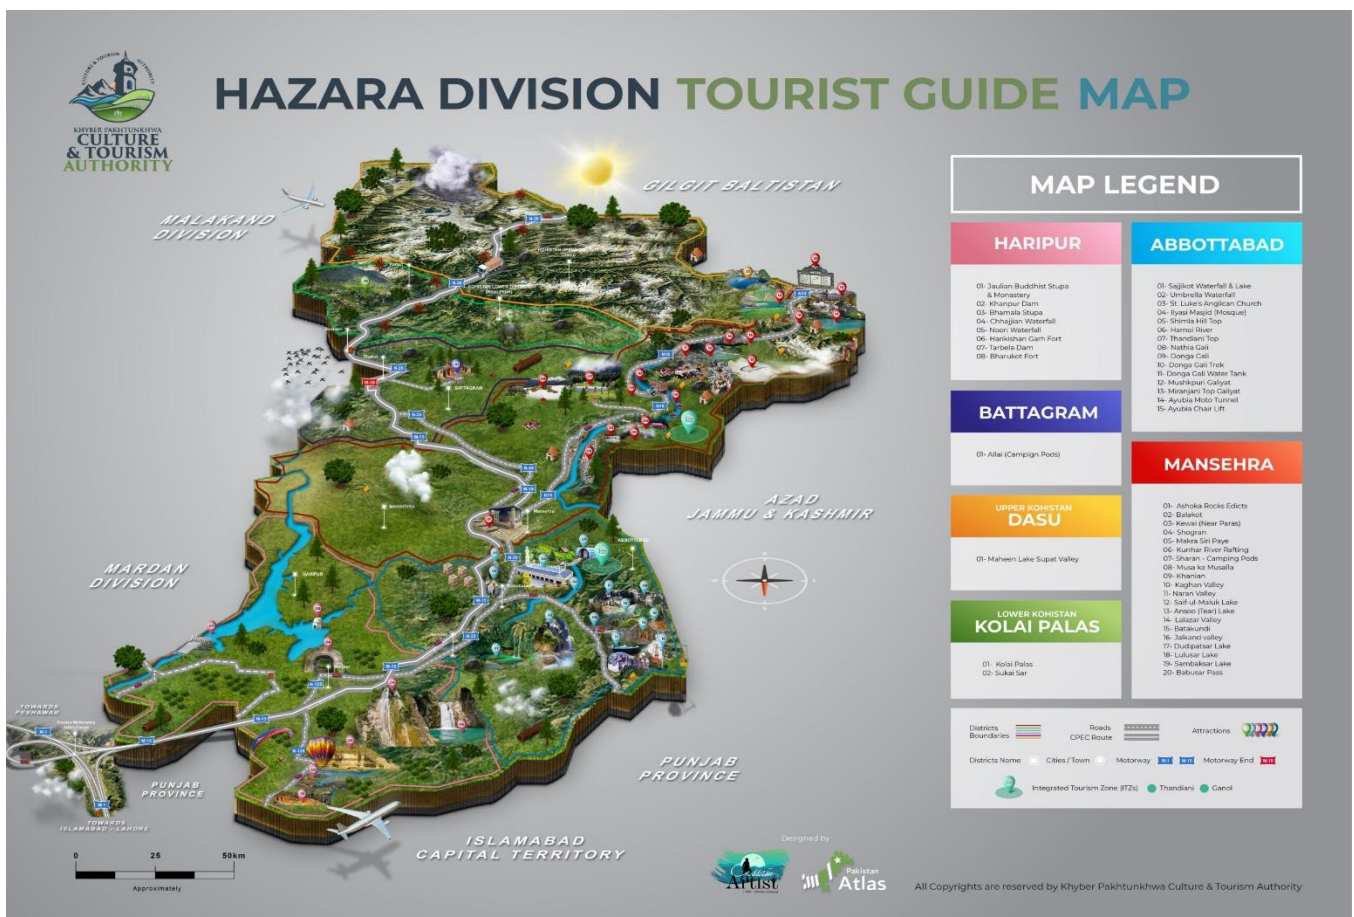 CULTURE & TOURISM AUTHORITY
KHYBER PAKHTUNKHWA
CULTURE
& TOURISM
AUTHORITY
HAZARA DIVISION TOURIST GUIDE MAP
GILGIT BALTISTAN
MALAKAND
DIVISION
AZAD
JAMMU & KASHMIR
MARDAN
DIVISION
BATTAGRAM
MANSEHRA
Mansehra
ABBOTTABAD
HARIPUR
N-35
M-15
N15
TOWARDS
PESHAWAR
M-1
PUNJAB
PROVINCE
TOWARDS
ISLAMABAD - LAHORE
PUNJAB
PROVINCE
ISLAMABAD
CAPITAL TERRITORY
0 25 50km
Approximately
MAP LEGEND
HARIPUR
01- Jaulian Buddhist Stupa
& Monastery
02- Khanpur Dam
03- Bhamala Stupa
04- Chhajjian Waterfall
05- Noori Waterfall
06- Harikishan Garh Fort
07- Tarbela Dam
08- Bharukot Fort
ABBOTTABAD
01- Sajjikot Waterfall & Lake
02- Umbrella Waterfall
03- St. Luke's Anglican Church
04- Ilyasi Masjid (Mosque)
05- Shimla Hill Top
06- Harnoi River
07- Thandiani Top
08- Nathia Gali
09- Donga Gali
10- Donga Gali Trek
11- Donga Gali Water Tank
12- Mushkpuri Galiyat
13- Miranjani Top Galiyat
14- Ayubia Moto Tunnel
15- Ayubia Chair Lift
BATTAGRAM
01- Allai (Campign Pods)
UPPER KOHISTAN
DASU
01- Maheen Lake Supat Valley
LOWER KOHISTAN
KOLAI PALAS
01- Kolai Palas
02- Sukai Sar
MANSEHRA
01- Ashoka Rocks Edicts
02- Balakot
03- Kewai (Near Paras)
04- Shogran
05- Makra Siri Paye
06- Kunhar River Rafting
07- Sharan - Camping Pods
08- Musa ka Musalla
09- Khanian
10- Kaghan Valley
11- Naran Valley
12- Saif-ul-Maluk Lake
13- Ansoo (Tear) Lake
14- Lalazar Valley
15- Batakundi
16- Jalkand valley
17- Dudipatsar Lake
18- Lulusar Lake
19- Sambaksar Lake
20- Babusar Pass
Districts
Boundaries
Roads
CPEC Route
Attractions
Districts Name
Cities / Town
Motorway
M-1
M-15
Motorway End
M-15
Integrated Tourism Zone (ITZs)
Thandiani
Ganol
Designed by
Artist
Pakistan
Atlas
All Copyrights are reserved by Khyber Pakhtunkhwa Culture & Tourism Authority